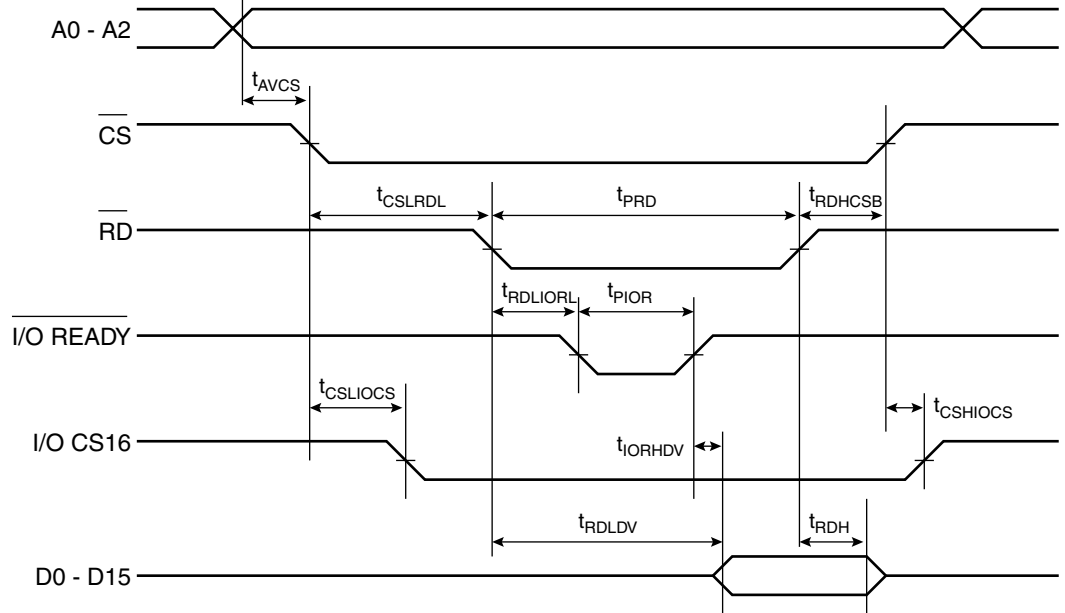 A0 - A2
tAVCS
CS
tCSLRDL
tPRD
tRDHCSB
RD
tRDLIORL
tPIOR
I/O READY
tCSLIOCS
tCSHIOCS
I/O CS16
tIORHDV
tRDLDV
tRDH
D0 - D15